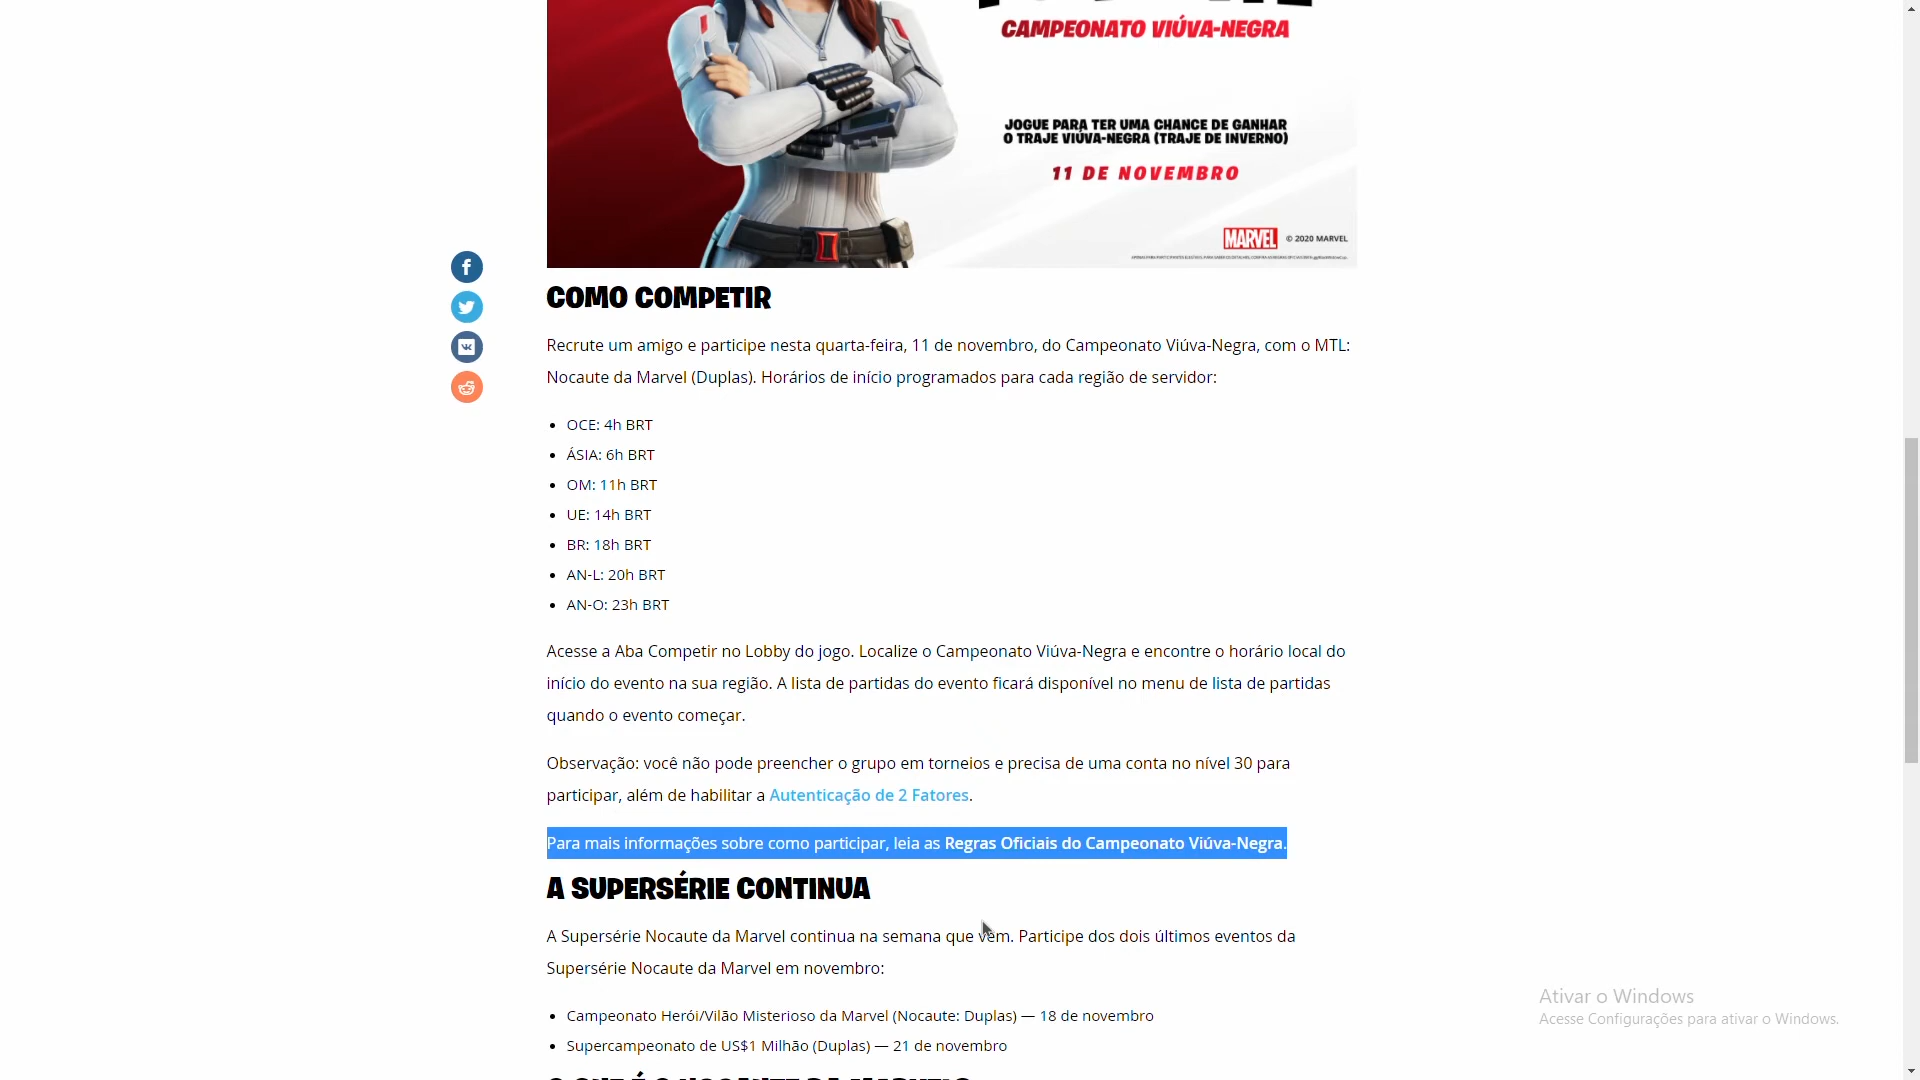 CAMPEONATO VIÚVA-NEGRA
JOGUE PARA TER UMA CHANCE DE GANHAR
O TRAJE VIÚVA-NEGRA (TRAJE DE INVERNO)
11 DE NOVEMBRO
MARVEL © 2020 MARVEL
COMO COMPETIR
Recrute um amigo e participe nesta quarta-feira, 11 de novembro, do Campeonato Viúva-Negra, com o MTL:
Nocaute da Marvel (Duplas). Horários de início programados para cada região de servidor:
OCE: 4h BRT
ÁSIA: 6h BRT
OM: 11h BRT
UE: 14h BRT
BR: 18h BRT
AN-L: 20h BRT
AN-O: 23h BRT
Acesse a Aba Competir no Lobby do jogo. Localize o Campeonato Viúva-Negra e encontre o horário local do
início do evento na sua região. A lista de partidas do evento ficará disponível no menu de lista de partidas
quando o evento começar.
Observação: você não pode preencher o grupo em torneios e precisa de uma conta no nível 30 para
participar, além de habilitar a Autenticação de 2 Fatores.
Para mais informações sobre como participar, leia as Regras Oficiais do Campeonato Viúva-Negra.
A SUPERSÉRIE CONTINUA
A Supersérie Nocaute da Marvel continua na semana que vem. Participe dos dois últimos eventos da
Supersérie Nocaute da Marvel em novembro:
Campeonato Herói/Vilão Misterioso da Marvel (Nocaute: Duplas) — 18 de novembro
Supercampeonato de US$1 Milhão (Duplas) — 21 de novembro
Ativar o Windows
Acesse Configurações para ativar o Windows.